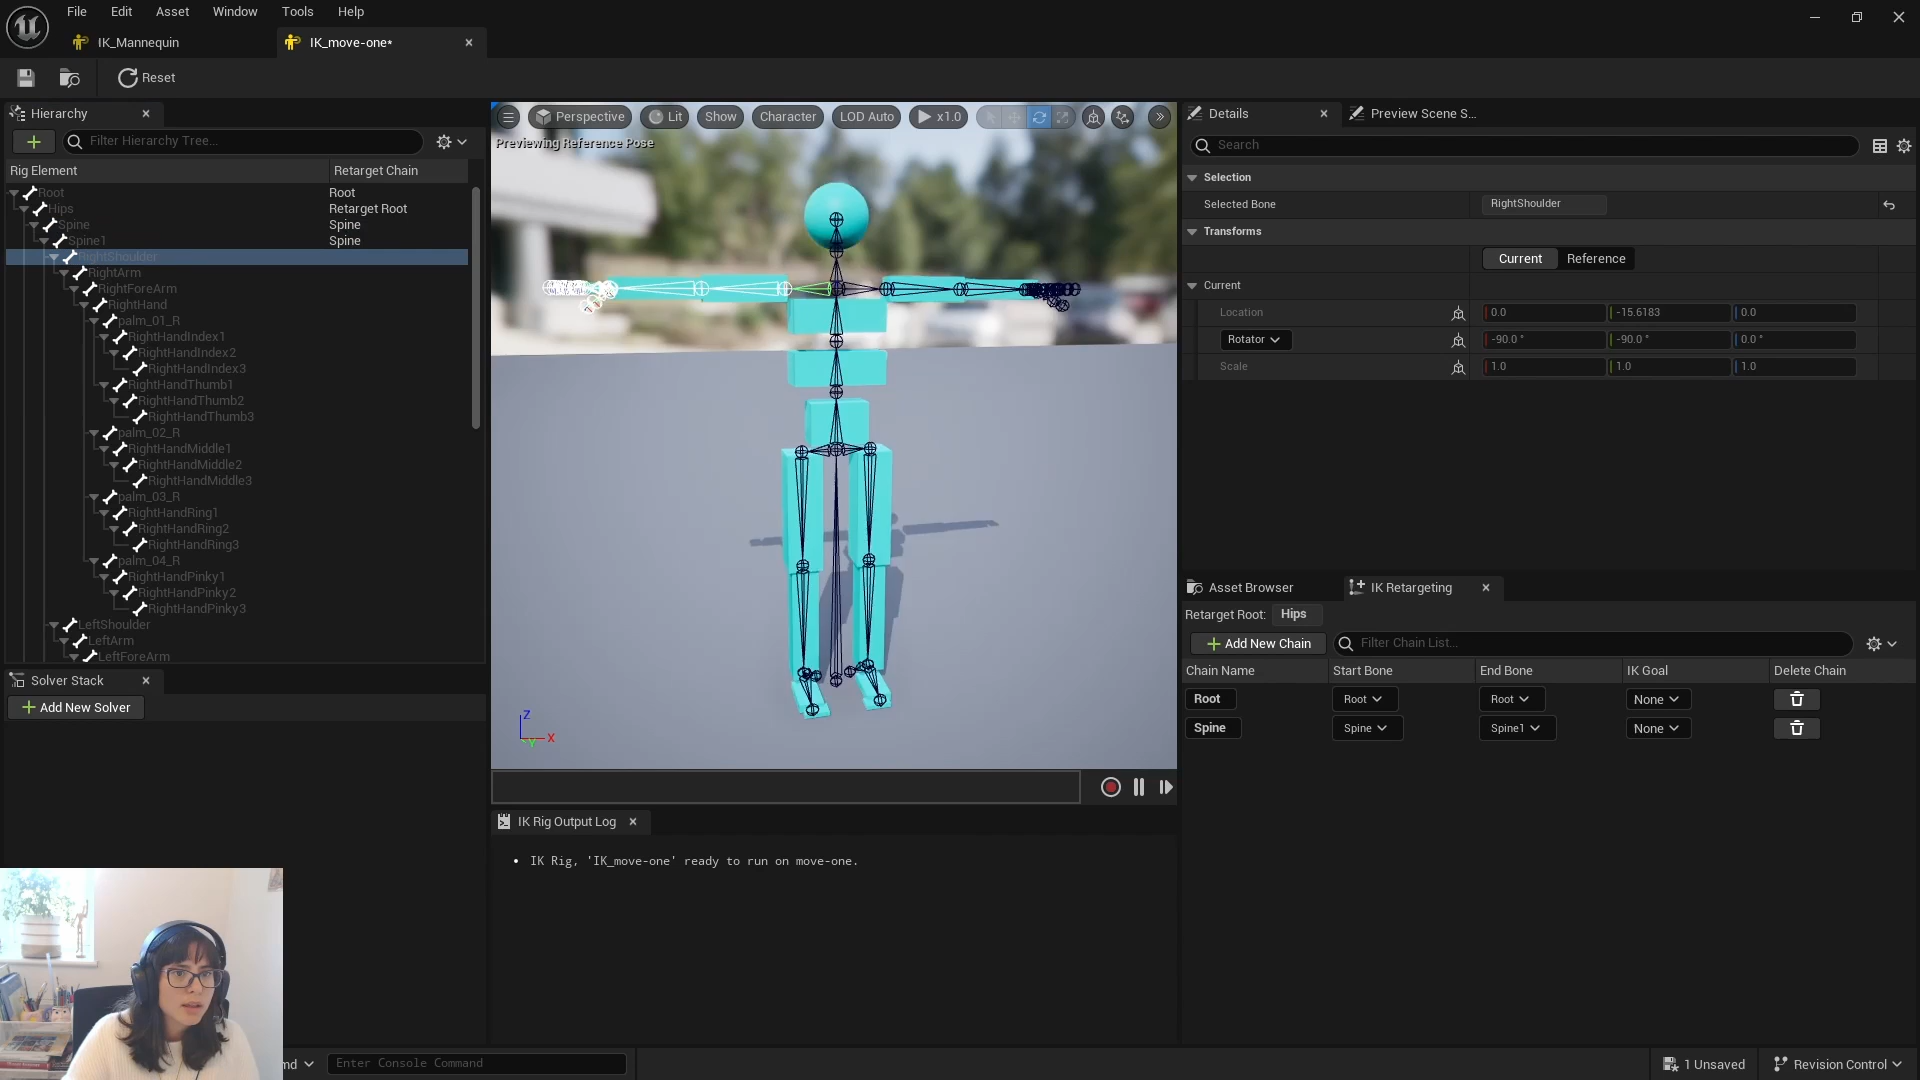 File Edit Asset Window Tools Help
IK_Mannequin
IK_move-one*
Reset
Hierarchy
Filter Hierarchy Tree...
Rig Element Retarget Chain
Root Root
Hips Retarget Root
Spine Spine
Spine1 Spine
RightShoulder
RightArm
RightForeArm
RightHand
palm_01_R
RightHandIndex1
RightHandIndex2
RightHandIndex3
RightHandThumb1
RightHandThumb2
RightHandThumb3
palm_02_R
RightHandMiddle1
RightHandMiddle2
RightHandMiddle3
palm_03_R
RightHandRing1
RightHandRing2
RightHandRing3
palm_04_R
RightHandPinky1
RightHandPinky2
RightHandPinky3
LeftShoulder
LeftArm
LeftForeArm
Solver Stack
Add New Solver
Perspective Lit Show Character LOD Auto x1.0
Previewing Reference Pose
Z
X
Y
IK Rig Output Log
• IK Rig, 'IK_move-one' ready to run on move-one.
Details
Preview Scene S...
Search
Selection
Selected Bone RightShoulder
Transforms
Current Reference
Current
Location 0.0 -15.6183 0.0
Rotator -90.0 ° -90.0 ° 0.0 °
Scale 1.0 1.0 1.0
Asset Browser
IK Retargeting
Retarget Root: Hips
Add New Chain
Filter Chain List...
Chain Name Start Bone End Bone IK Goal Delete Chain
Root Root Root None
Spine Spine Spine1 None
md
Enter Console Command
1 Unsaved
Revision Control